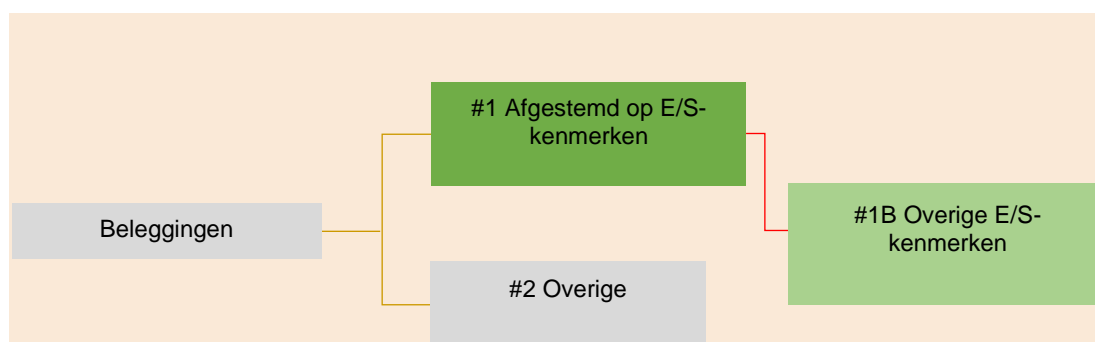 #1 Afgestemd op E/S-
kenmerken
Beleggingen
#1B Overige E/S-
kenmerken
#2 Overige